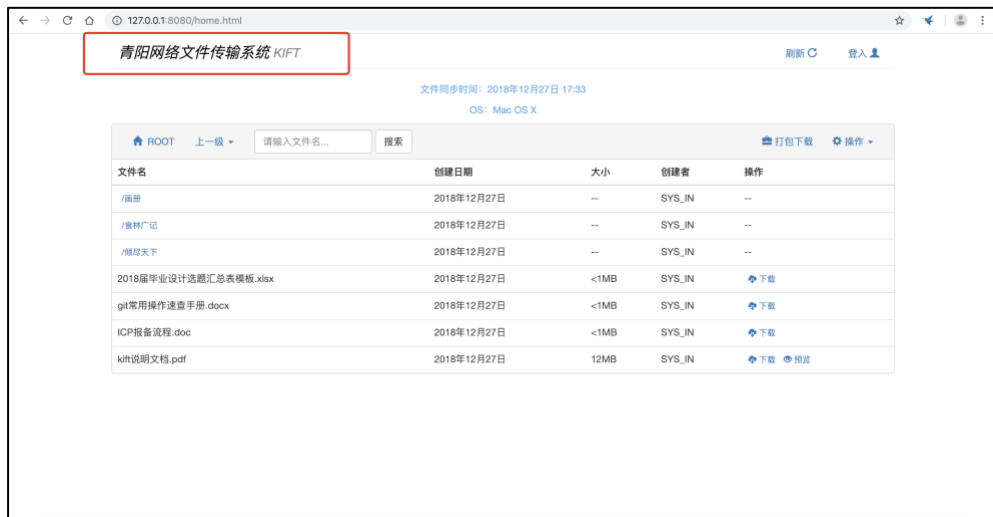 127.0.0.1:8080/home.html
青阳网络文件传输系统 KIFT 刷新 登入
文件同步时间：2018年12月27日 17:33
OS：Mac OS X
ROOT 上一级 请输入文件名... 搜索 打包下载 操作
文件名 创建日期 大小 创建者 操作
/画册 2018年12月27日 -- SYS_IN --
/食林广记 2018年12月27日 -- SYS_IN --
/倾尽天下 2018年12月27日 -- SYS_IN --
2018届毕业设计选题汇总表模板.xlsx 2018年12月27日 <1MB SYS_IN 下载
git常用操作速查手册.docx 2018年12月27日 <1MB SYS_IN 下载
ICP报备流程.doc 2018年12月27日 <1MB SYS_IN 下载
kift说明文档.pdf 2018年12月27日 12MB SYS_IN 下载 预览